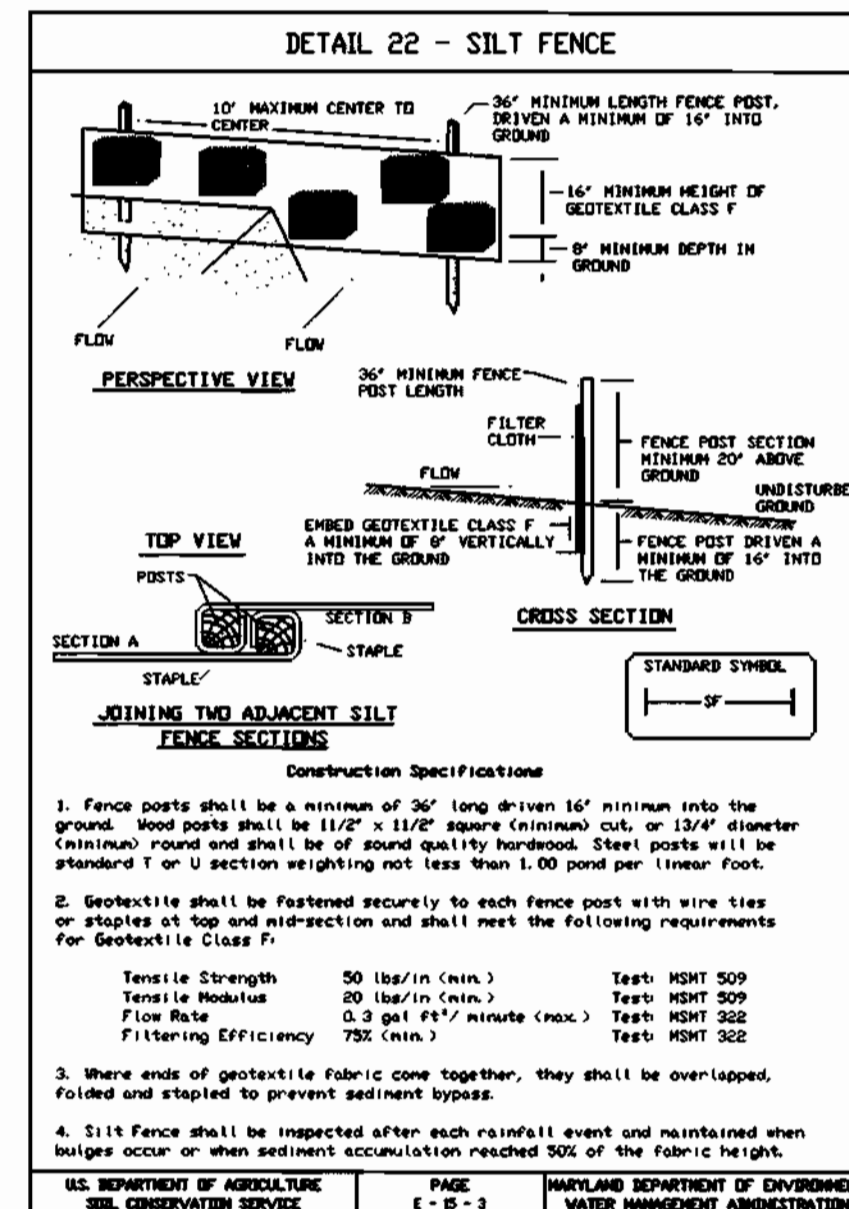 DETAIL 22 - SILT FENCE
10' MAXIMUM CENTER TO
CENTER
36" MINIMUM LENGTH FENCE POST,
DRIVEN A MINIMUM OF 16" INTO
GROUND
16" MINIMUM HEIGHT OF
GEOTEXTILE CLASS F
8" MINIMUM DEPTH IN
GROUND
FLOW
FLOW
PERSPECTIVE VIEW
36" MINIMUM FENCE
POST LENGTH
FILTER
CLOTH
FENCE POST SECTION
MINIMUM 20" ABOVE
GROUND
FLOW
UNDISTURBE
GROUND
EMBED GEOTEXTILE CLASS F
A MINIMUM OF 8" VERTICALLY
INTO THE GROUND
FENCE POST DRIVEN A
MINIMUM OF 16" INTO
THE GROUND
CROSS SECTION
TOP VIEW
POSTS
SECTION B
SECTION A
STAPLE
STAPLE
JOINING TWO ADJACENT SILT
FENCE SECTIONS
STANDARD SYMBOL
SF
Construction Specifications
1. Fence posts shall be a minimum of 36" long driven 16" minimum into the
ground. Wood posts shall be 11/2" x 11/2" square (minimum) cut, or 13/4" diameter
(minimum) round and shall be of sound quality hardwood. Steel posts will be
standard T or U section weighting not less than 1.00 pond per linear foot.
2. Geotextile shall be fastened securely to each fence post with wire ties
or staples at top and mid-section and shall meet the following requirements
for Geotextile Class F:
Tensile Strength 50 lbs/in (min.) Test: MSMT 509
Tensile Modulus 20 lbs/in (min.) Test: MSMT 509
Flow Rate 0.3 gal ft²/ minute (max.) Test: MSMT 322
Filtering Efficiency 75% (min.) Test: MSMT 322
3. Where ends of geotextile fabric come together, they shall be overlapped,
folded and stapled to prevent sediment bypass.
4. Silt Fence shall be inspected after each rainfall event and maintained when
bulges occur or when sediment accumulation reached 50% of the fabric height.
U.S. DEPARTMENT OF AGRICULTURE
SOIL CONSERVATION SERVICE
PAGE
E - 15 - 3
MARYLAND DEPARTMENT OF ENVIRONME
WATER MANAGEMENT ADMINISTRATION